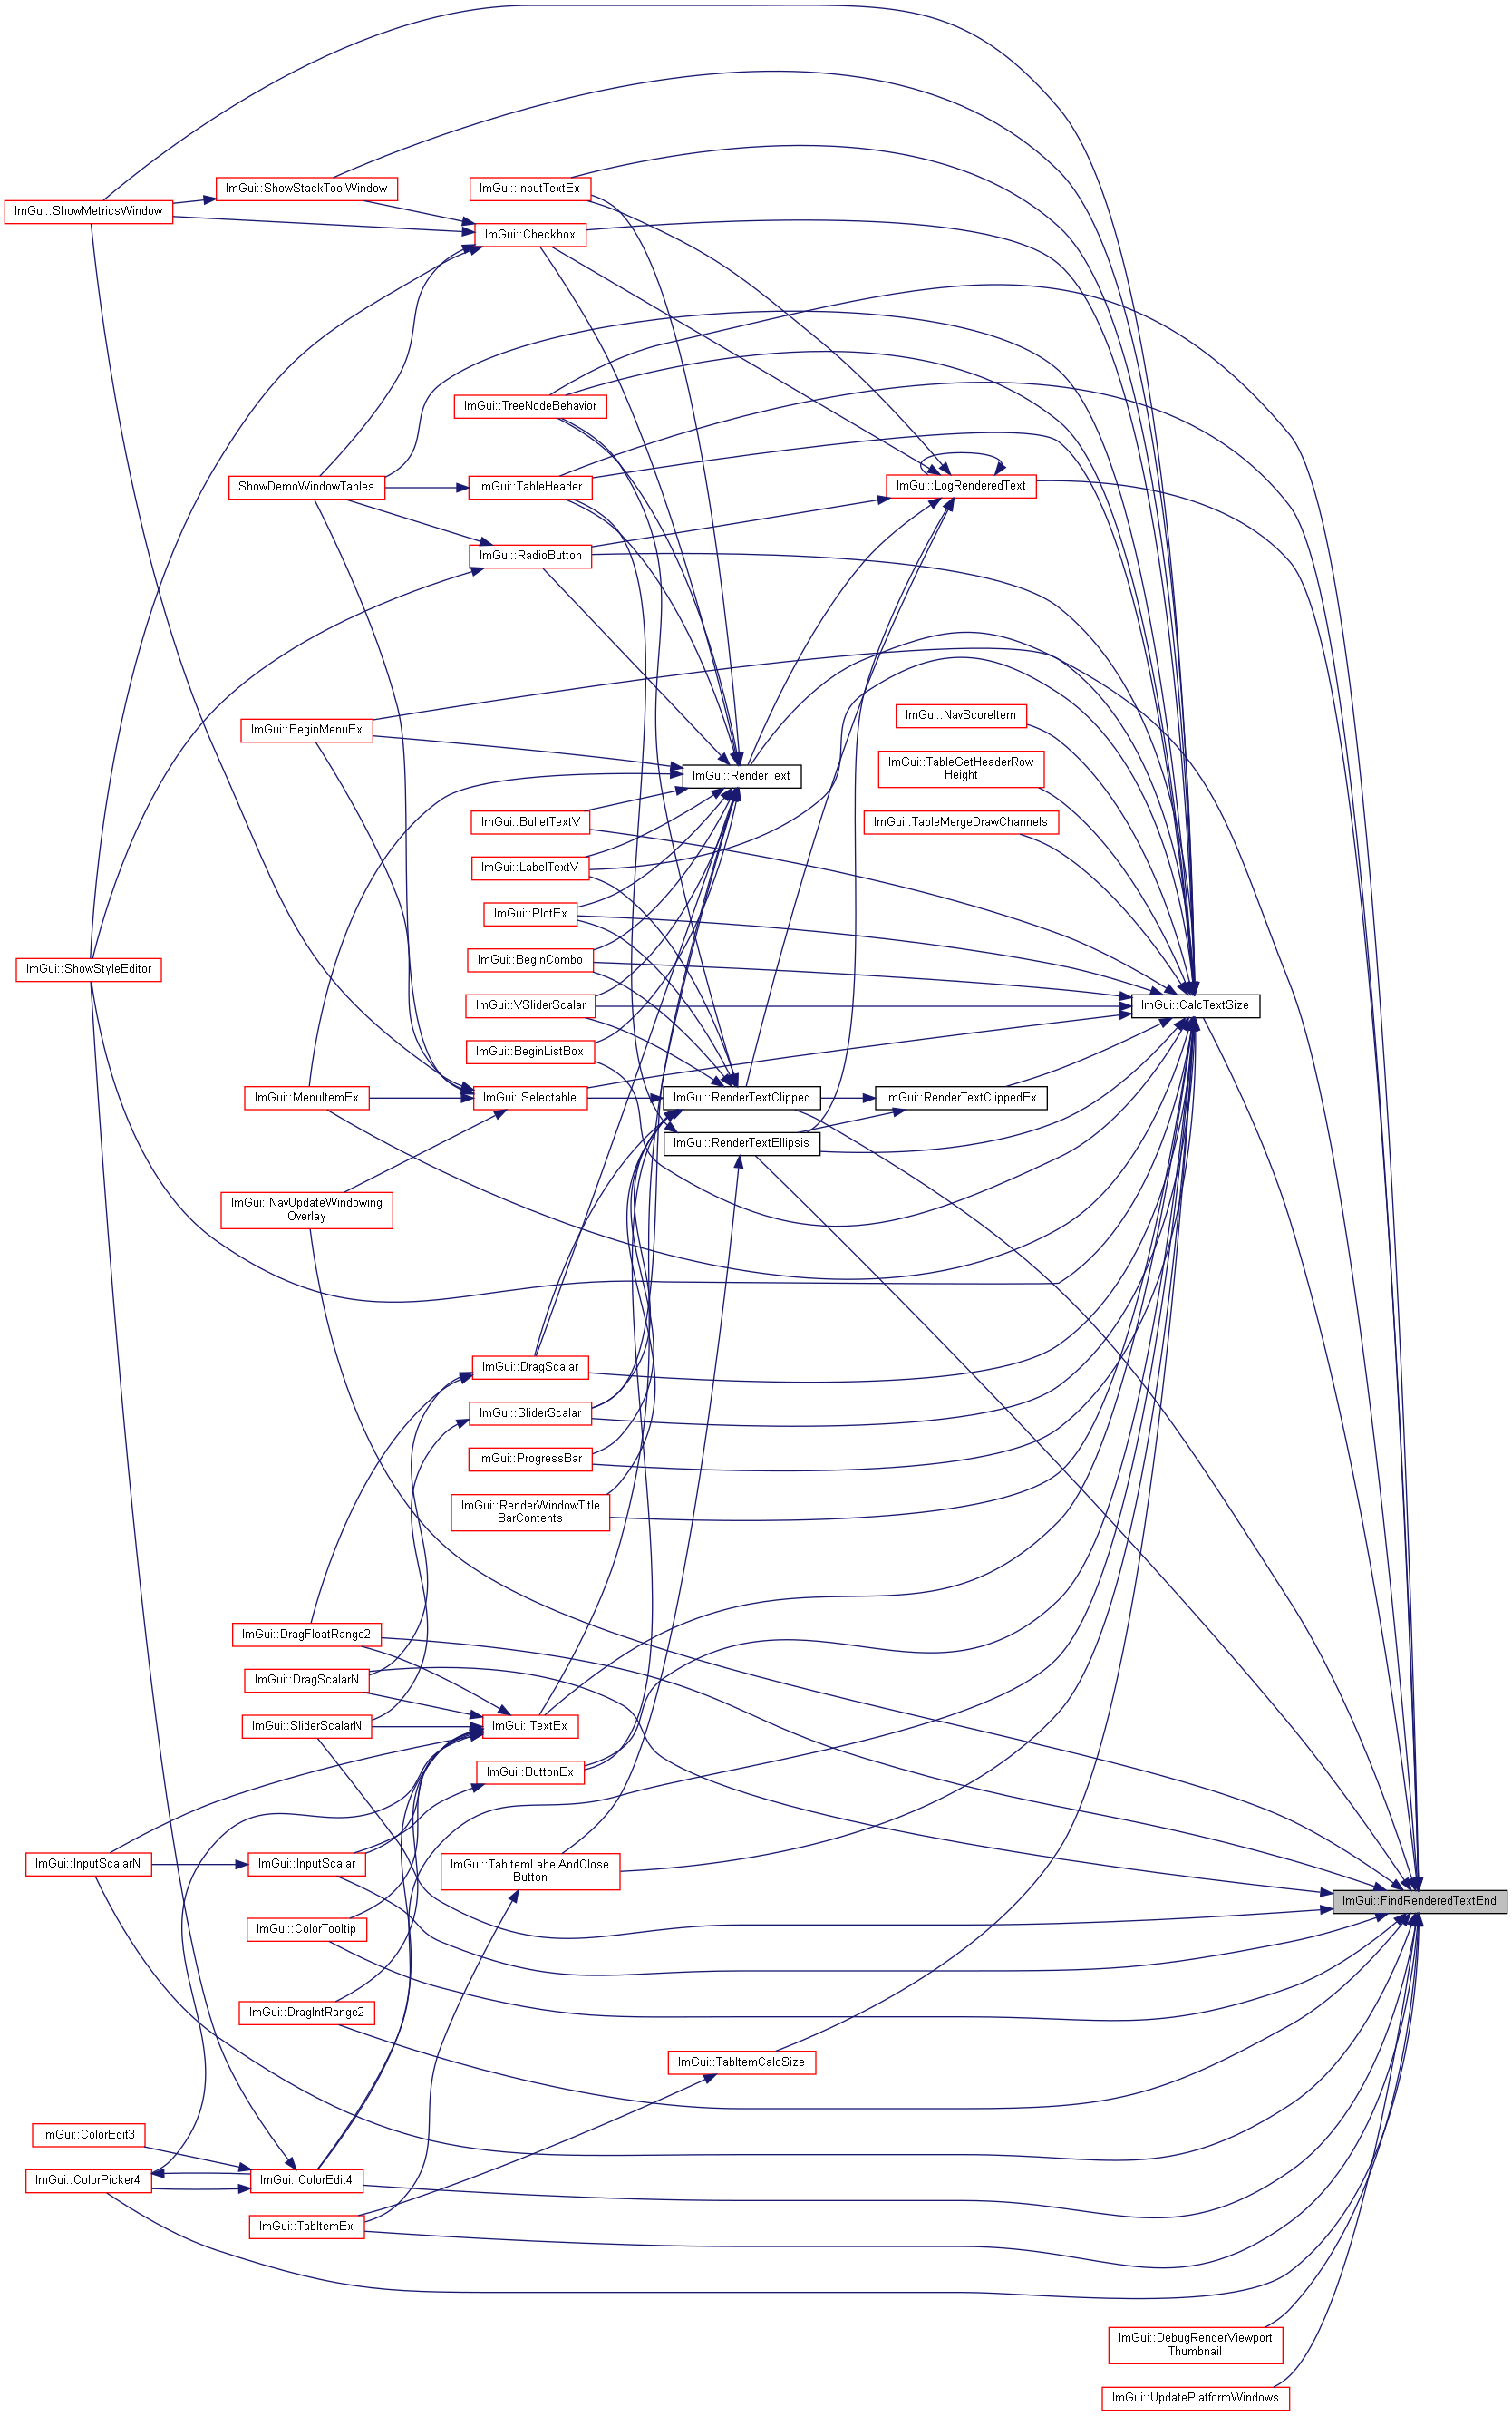 ImGui::ShowStackToolWindow
ImGui::InputTextEx
ImGui::ShowMetricsWindow
ImGui::Checkbox
ImGui::TreeNodeBehavior
ShowDemoWindowTables
ImGui::TableHeader
ImGui::LogRenderedText
ImGui::RadioButton
ImGui::NavScoreItem
ImGui::BeginMenuEx
ImGui::TableGetHeaderRow
Height
ImGui::RenderText
ImGui::BulletTextV
ImGui::TableMergeDrawChannels
ImGui::LabelTextV
ImGui::PlotEx
ImGui::BeginCombo
ImGui::ShowStyleEditor
ImGui::VSliderScalar
ImGui::CalcTextSize
ImGui::BeginListBox
ImGui::MenuItemEx
ImGui::Selectable
ImGui::RenderTextClipped
ImGui::RenderTextClippedEx
ImGui::RenderTextEllipsis
ImGui::NavUpdateWindowing
Overlay
ImGui::DragScalar
ImGui::SliderScalar
ImGui::ProgressBar
ImGui::RenderWindowTitle
BarContents
ImGui::DragFloatRange2
ImGui::DragScalarN
ImGui::SliderScalarN
ImGui::TextEx
ImGui::ButtonEx
ImGui::InputScalarN
ImGui::InputScalar
ImGui::TabItemLabelAndClose
Button
ImGui::FindRenderedTextEnd
ImGui::ColorTooltip
ImGui::DragIntRange2
ImGui::TabItemCalcSize
ImGui::ColorEdit3
ImGui::ColorPicker4
ImGui::ColorEdit4
ImGui::TabItemEx
ImGui::DebugRenderViewport
Thumbnail
ImGui::UpdatePlatformWindows